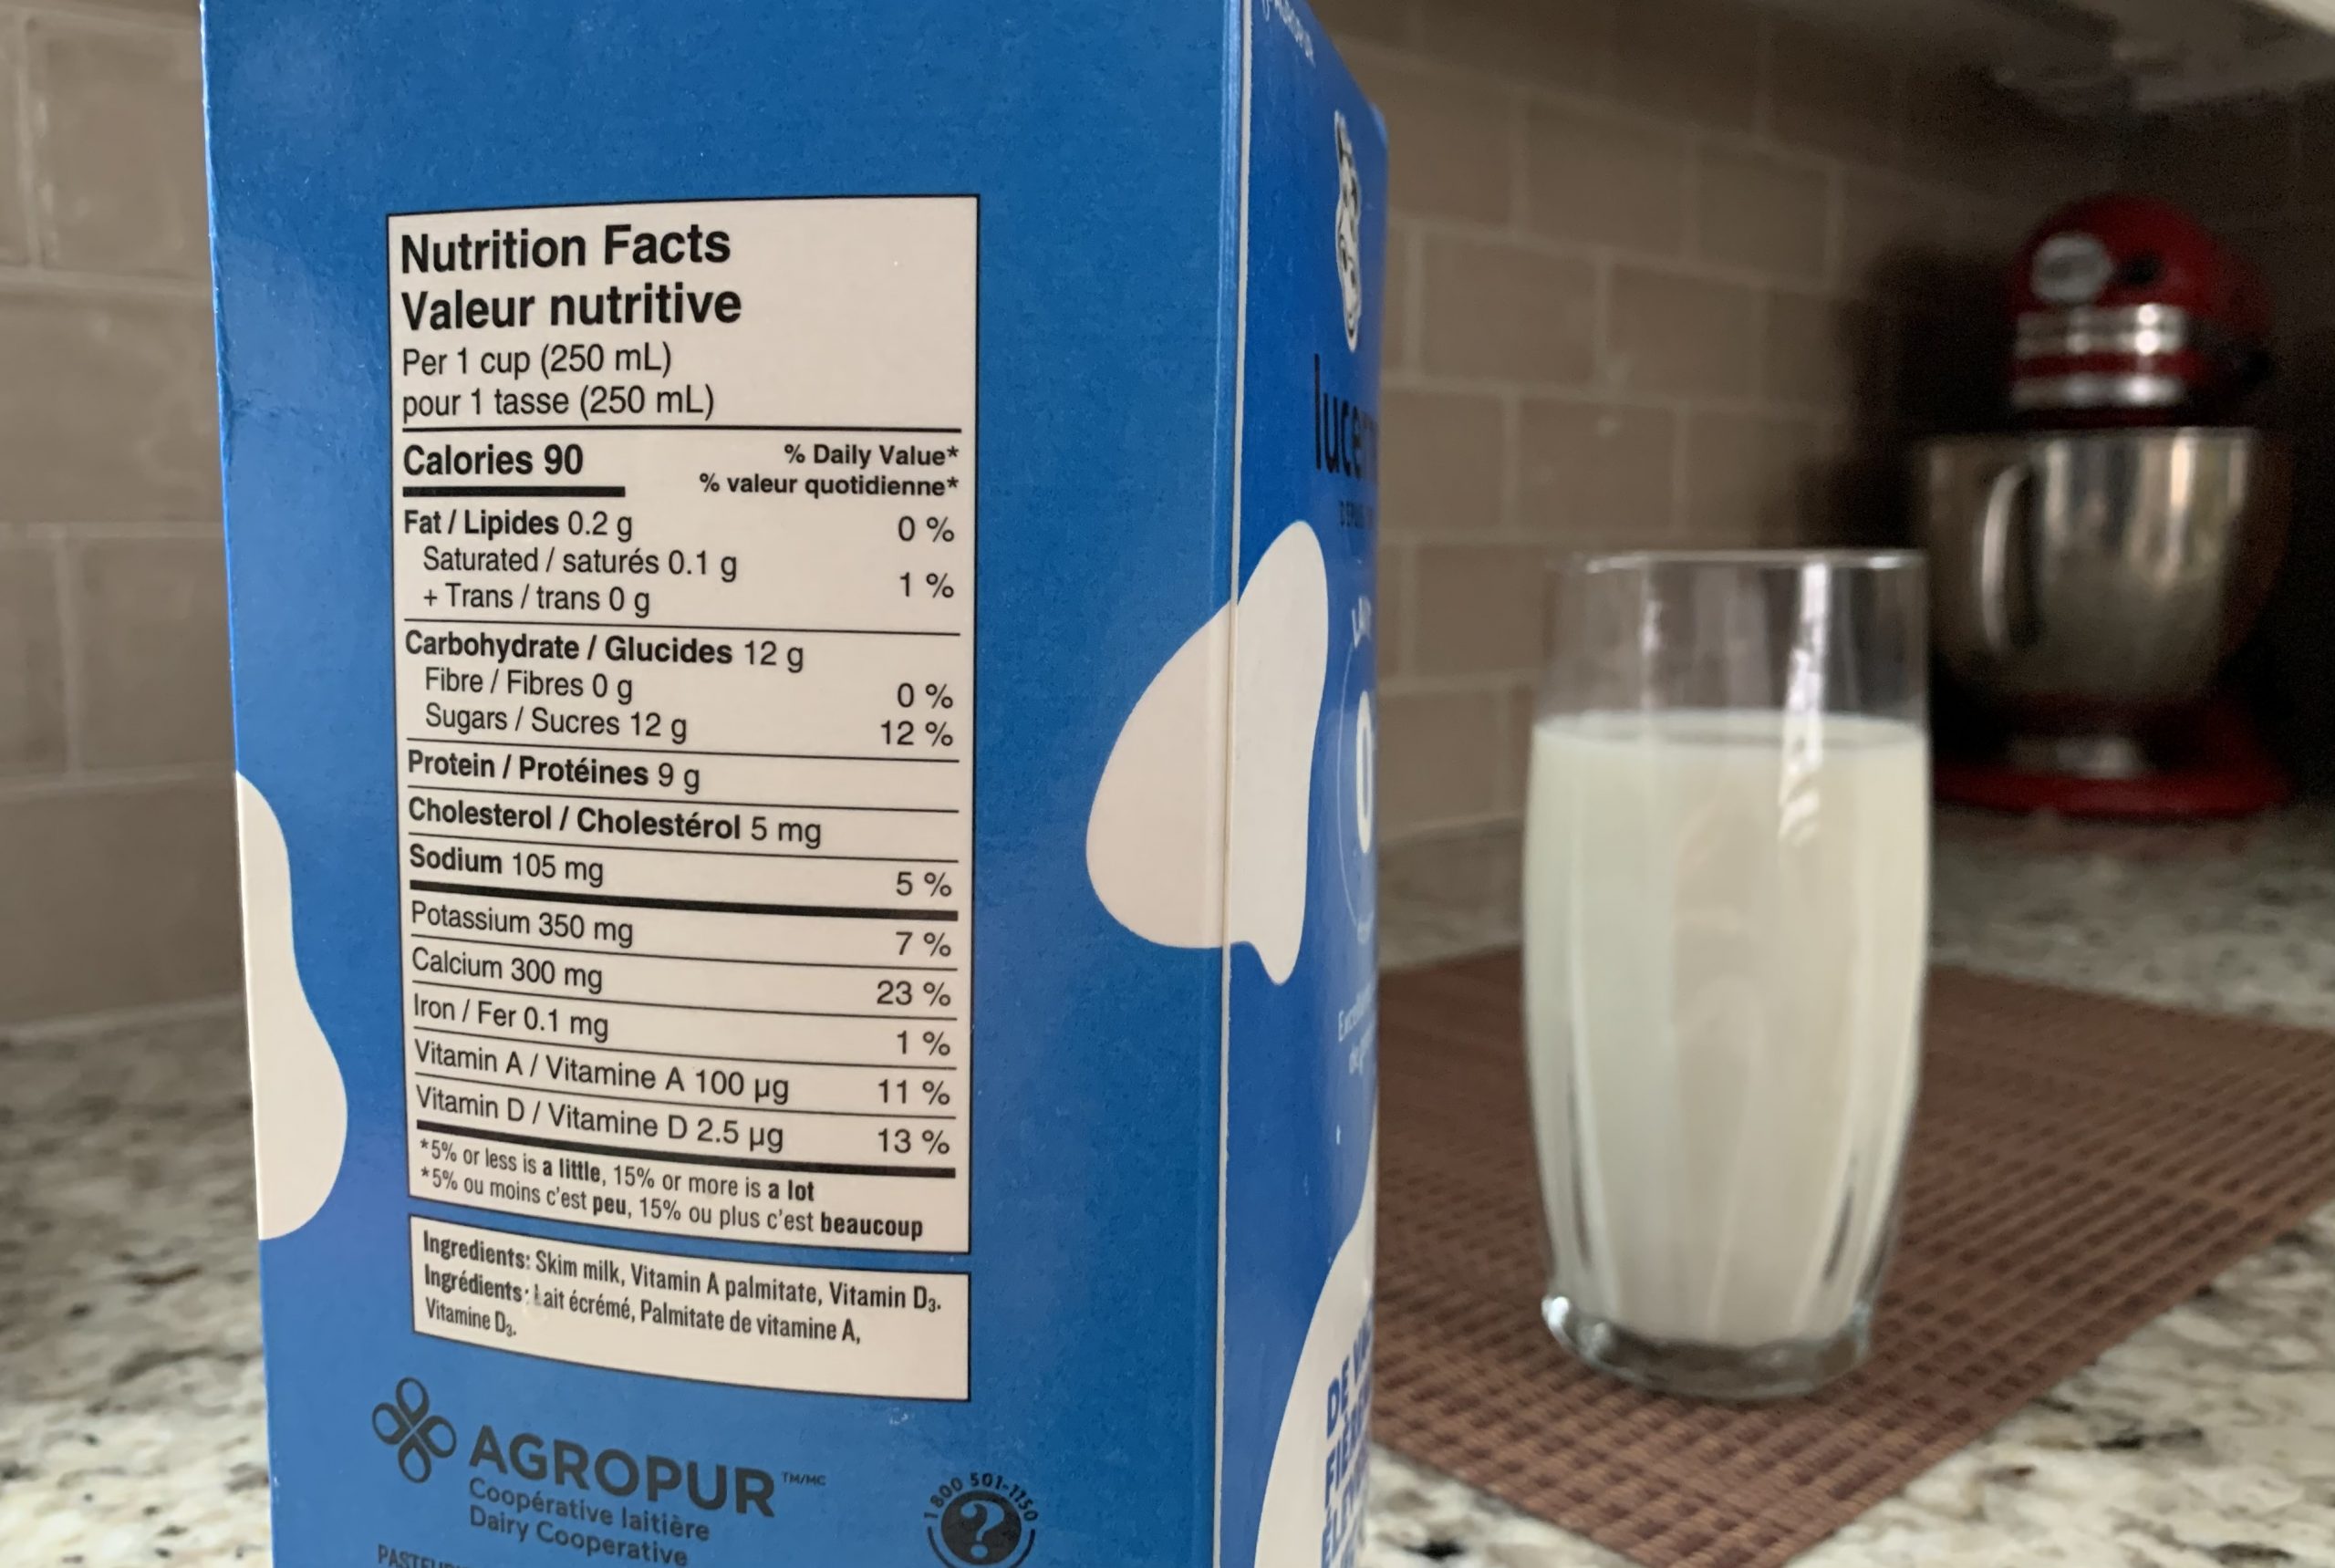 Nutrition Facts
Valeur nutritive
Per 1 cup (250 mL)
pour 1 tasse (250 mL)
Calories 90
% Daily Value*
% valeur quotidienne*
Fat / Lipides 0.2 g 0 %
Saturated / saturés 0.1 g
+ Trans / trans 0 g 1 %
Carbohydrate / Glucides 12 g
Fibre / Fibres 0 g 0 %
Sugars / Sucres 12 g 12 %
Protein / Protéines 9 g
Cholesterol / Cholestérol 5 mg
Sodium 105 mg 5 %
Potassium 350 mg 7 %
Calcium 300 mg 23 %
Iron / Fer 0.1 mg 1 %
Vitamin A / Vitamine A 100 µg 11 %
Vitamin D / Vitamine D 2.5 µg 13 %
*5% or less is a little, 15% or more is a lot
*5% ou moins c'est peu, 15% ou plus c'est beaucoup
Ingredients: Skim milk, Vitamin A palmitate, Vitamin D₃.
Ingrédients: Lait écrémé, Palmitate de vitamine A,
Vitamine D₃.
AGROPUR TM/MC
Coopérative laitière
Dairy Cooperative
1 800 501-1150
?
DE